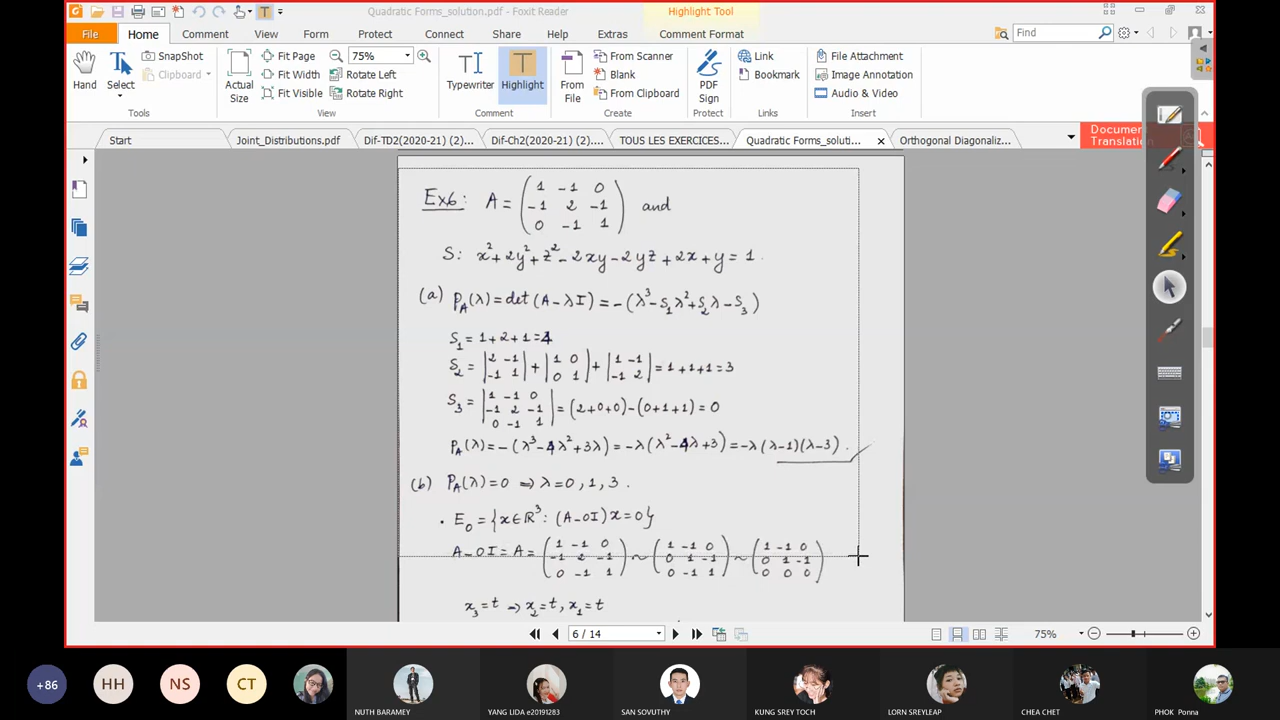 Quadratic Forms_solution.pdf - Foxit Reader
Highlight Tool
File Home Comment View Form Protect Connect Share Help Extras Comment Format Find
SnapShot
Clipboard
Hand
Select
Tools
Actual Size
Fit Page
Fit Width
Fit Visible
75%
Rotate Left
Rotate Right
View
Typewriter
Highlight
Comment
From File
From Scanner
Blank
From Clipboard
Create
PDF Sign
Protect
Link
Bookmark
Links
File Attachment
Image Annotation
Audio & Video
Insert
Start Joint_Distributions.pdf Dif-TD2(2020-21) (2)... Dif-Ch2(2020-21) (2).... TOUS LES EXERCICES... Quadratic Forms_soluti... Orthogonal Diagonaliz...
Document Translation
Ex6: A = (1 -1 0; -1 2 -1; 0 -1 1) and
S: x² + 2y² + z² - 2xy - 2yz + 2x + y = 1.
(a) P_A(λ) = det(A - λI) = -(λ³ - S₁λ² + S₂λ - S₃)
S₁ = 1 + 2 + 1 = 4
S₂ = |2 -1; -1 1| + |1 0; 0 1| + |1 -1; -1 2| = 1 + 1 + 1 = 3
S₃ = |1 -1 0; -1 2 -1; 0 -1 1| = (2+0+0) - (0+1+1) = 0
P_A(λ) = -(λ³ - 4λ² + 3λ) = -λ(λ² - 4λ + 3) = -λ(λ-1)(λ-3).
(b) P_A(λ) = 0 ⇒ λ = 0, 1, 3.
• E₀ = {x ∈ ℝ³ : (A - 0I)x = 0}
A - 0I = A = (1 -1 0; -1 2 -1; 0 -1 1) ~ (1 -1 0; 0 1 -1; 0 -1 1) ~ (1 -1 0; 0 1 -1; 0 0 0)
x₃ = t ⇒ x₂ = t, x₁ = t
6 / 14
75%
+86 HH NS CT NUTH BARAMEY YANG LIDA e20191283 SAN SOVUTHY KUNG SREY TOCH LORN SREYLEAP CHEA CHET PHOK Ponna